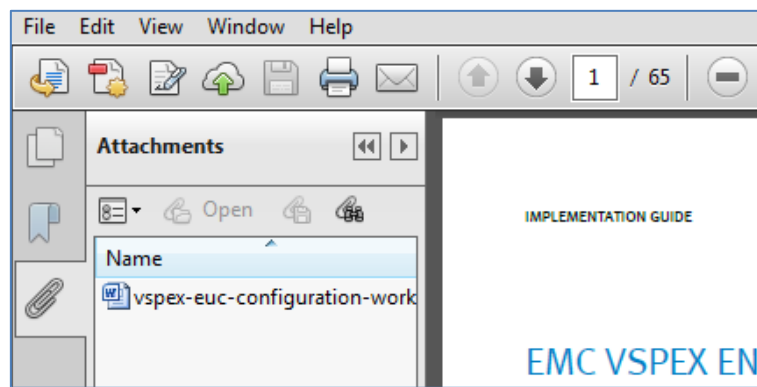 File Edit View Window Help
1 / 65
Attachments
Open
IMPLEMENTATION GUIDE
Name
vspex-euc-configuration-work
EMC VSPEX EN